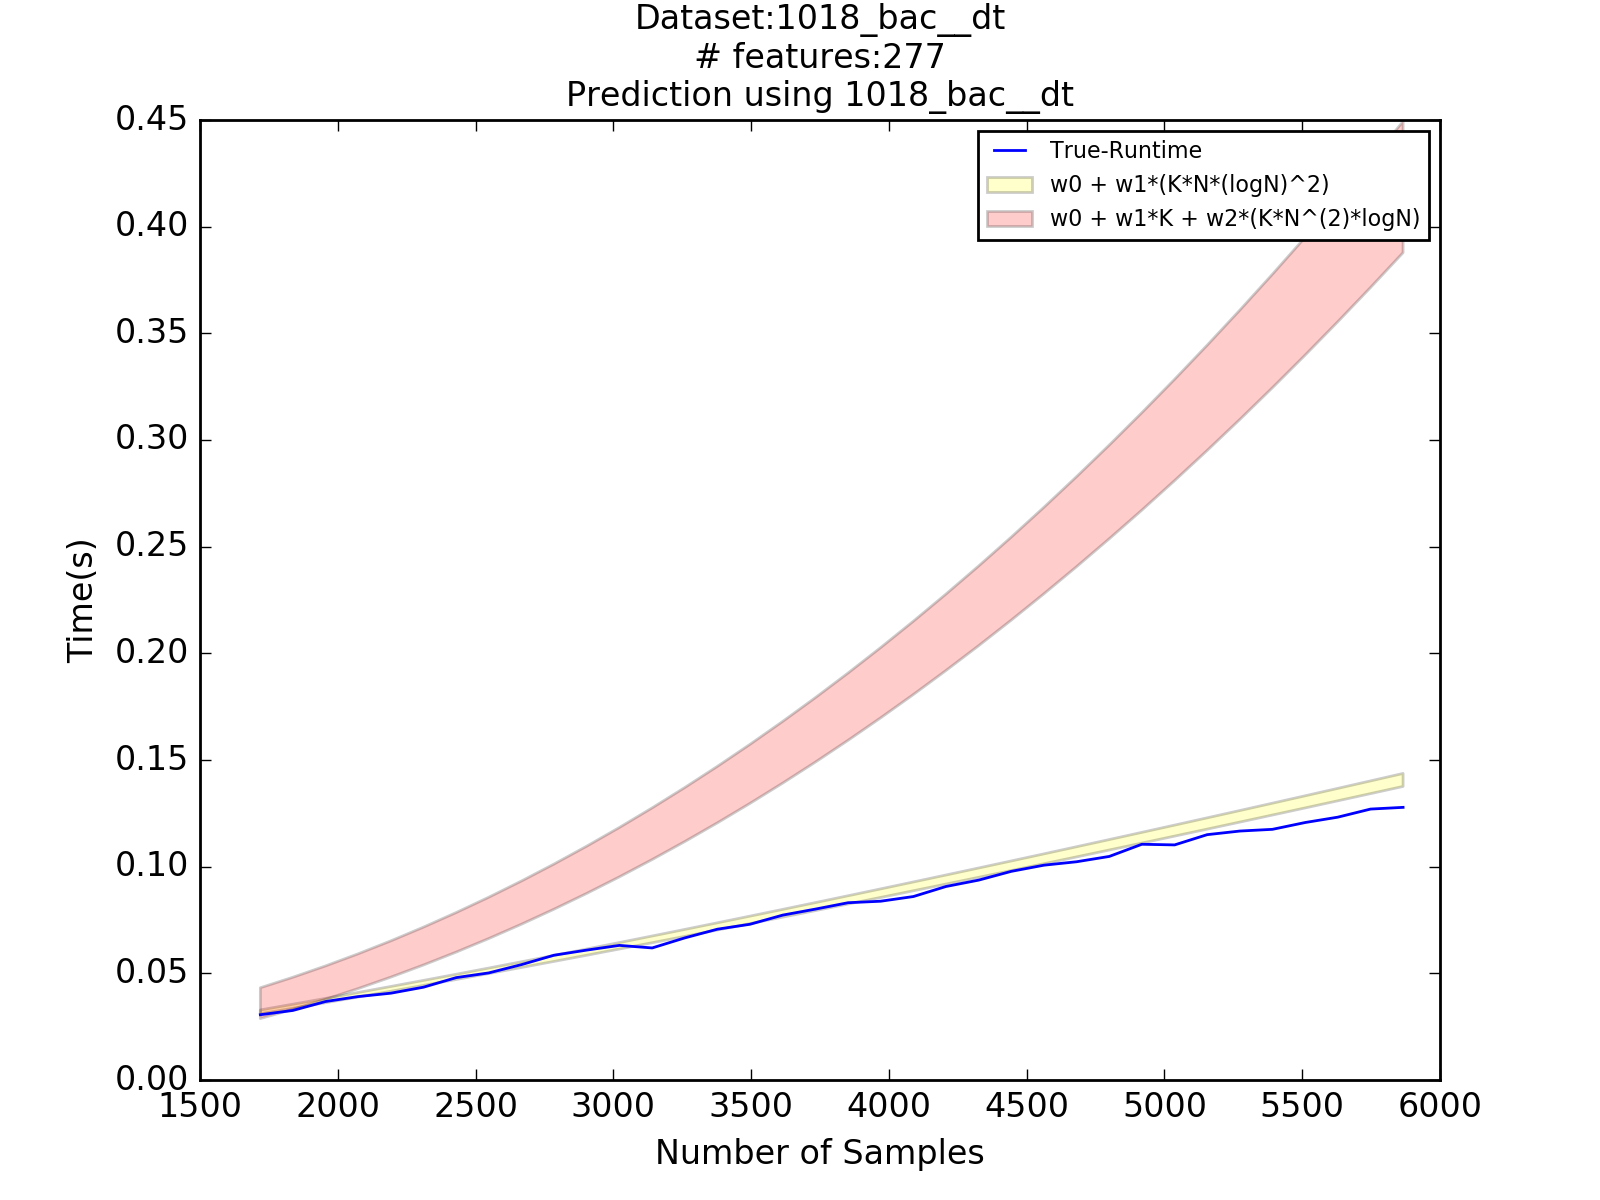 Dataset:1018_bac__dt
# features:277
Prediction using 1018_bac__dt
True-Runtime
w0 + w1*(K*N*(logN)^2)
w0 + w1*K + w2*(K*N^(2)*logN)
0.45
0.40
0.35
0.30
0.25
0.20
0.15
0.10
0.05
0.00
Time(s)
1500 2000 2500 3000 3500 4000 4500 5000 5500 6000
Number of Samples